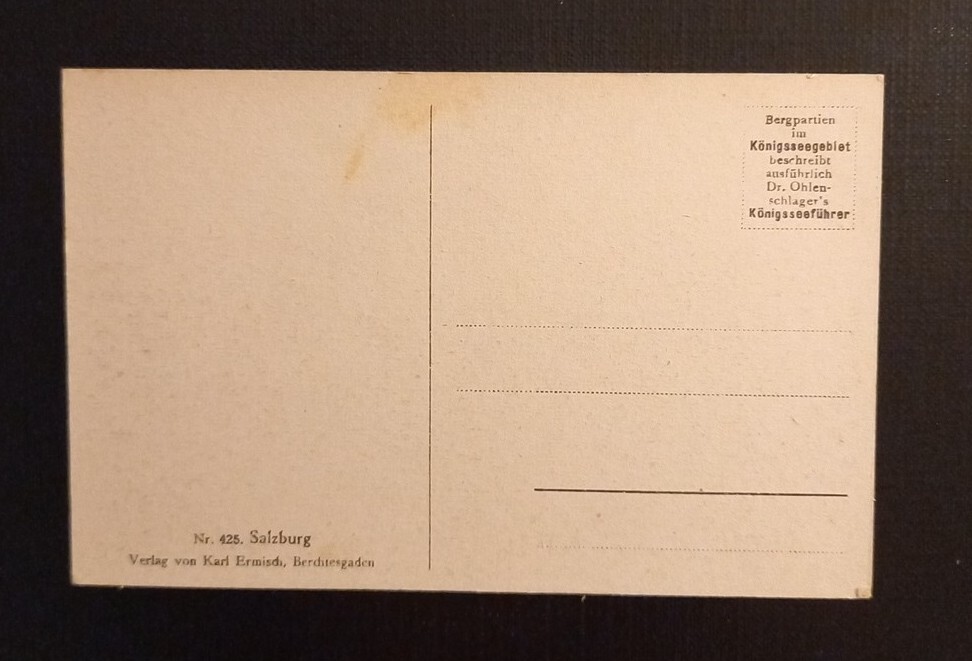 Bergpartien
im
Königsseegebiet
beschreibt
ausführlich
Dr. Ohlen-
schlager's
Königsseeführer
Nr. 425. Salzburg
Verlag von Karl Ermisch, Berchtesgaden